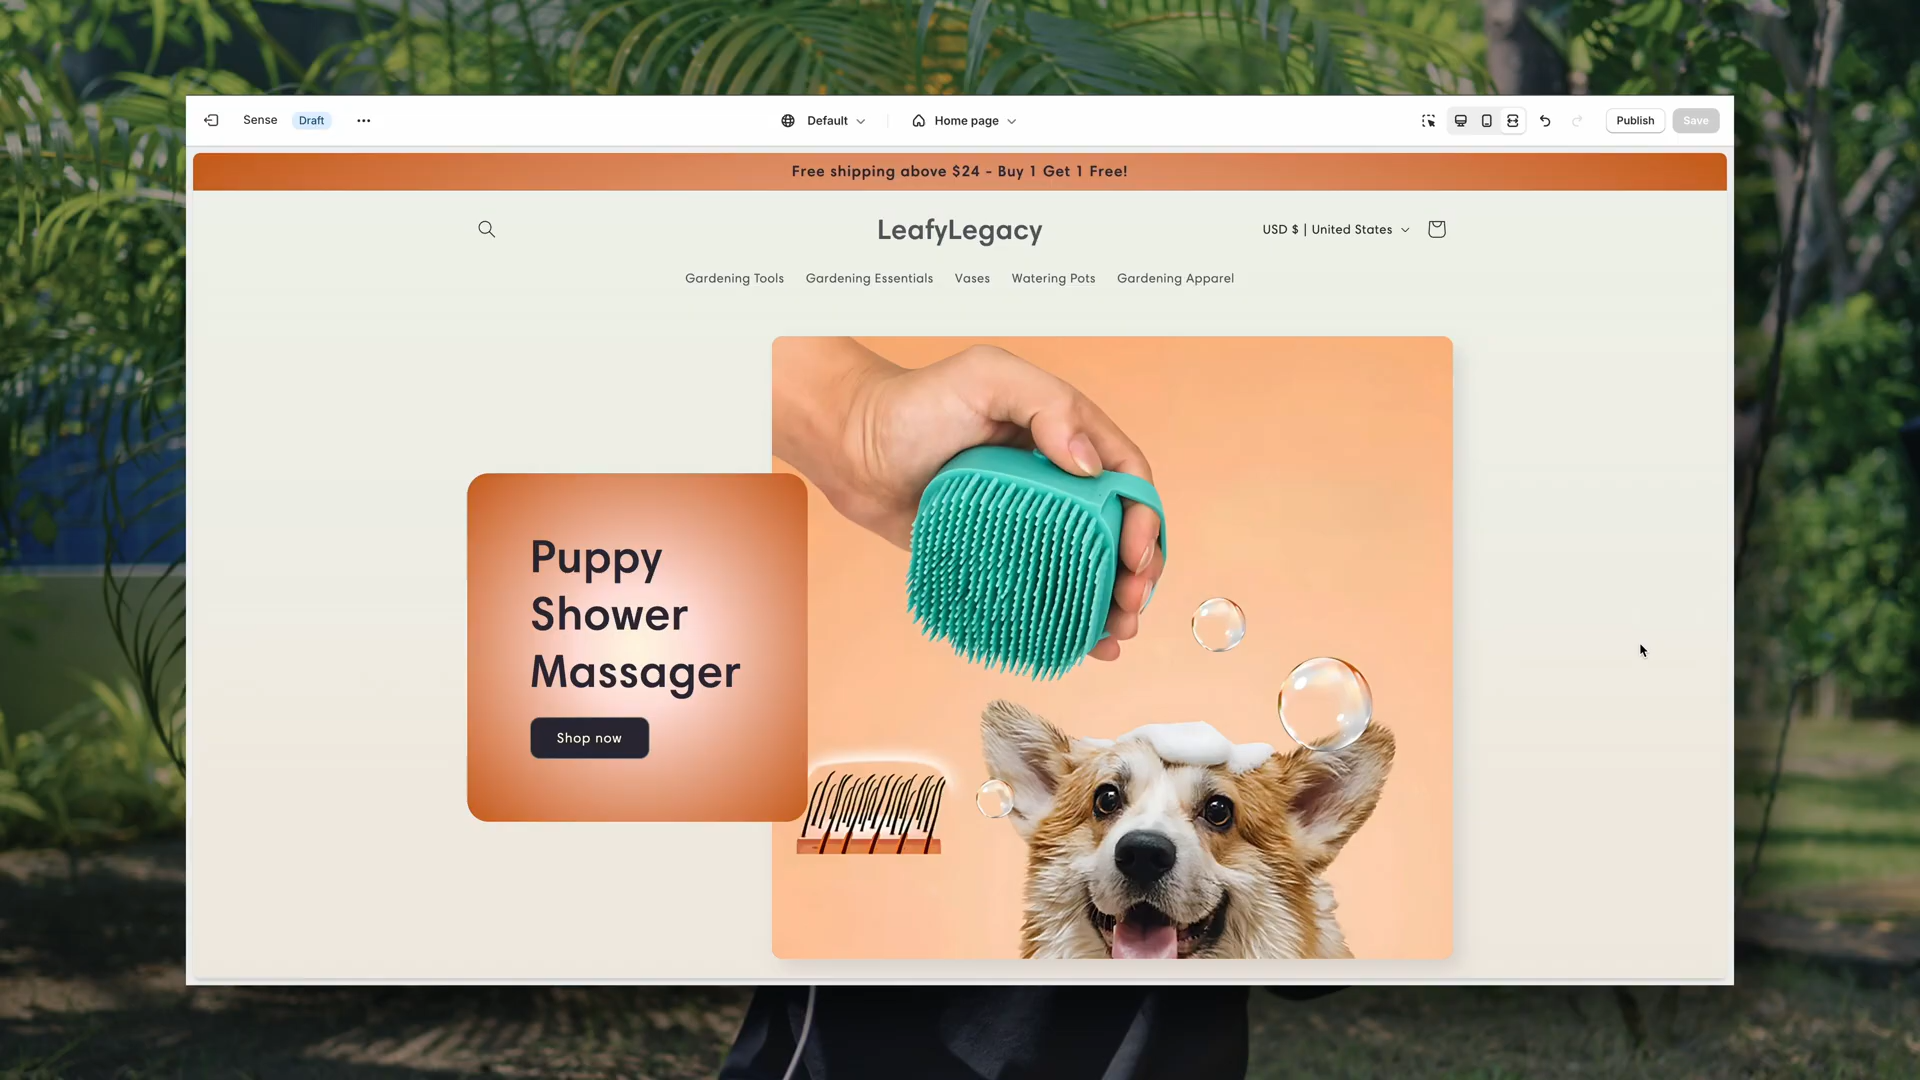 Sense Draft Default Home page Publish Save
Free shipping above $24 - Buy 1 Get 1 Free!
LeafyLegacy
USD $ | United States
Gardening Tools Gardening Essentials Vases Watering Pots Gardening Apparel
Puppy
Shower
Massager
Shop now